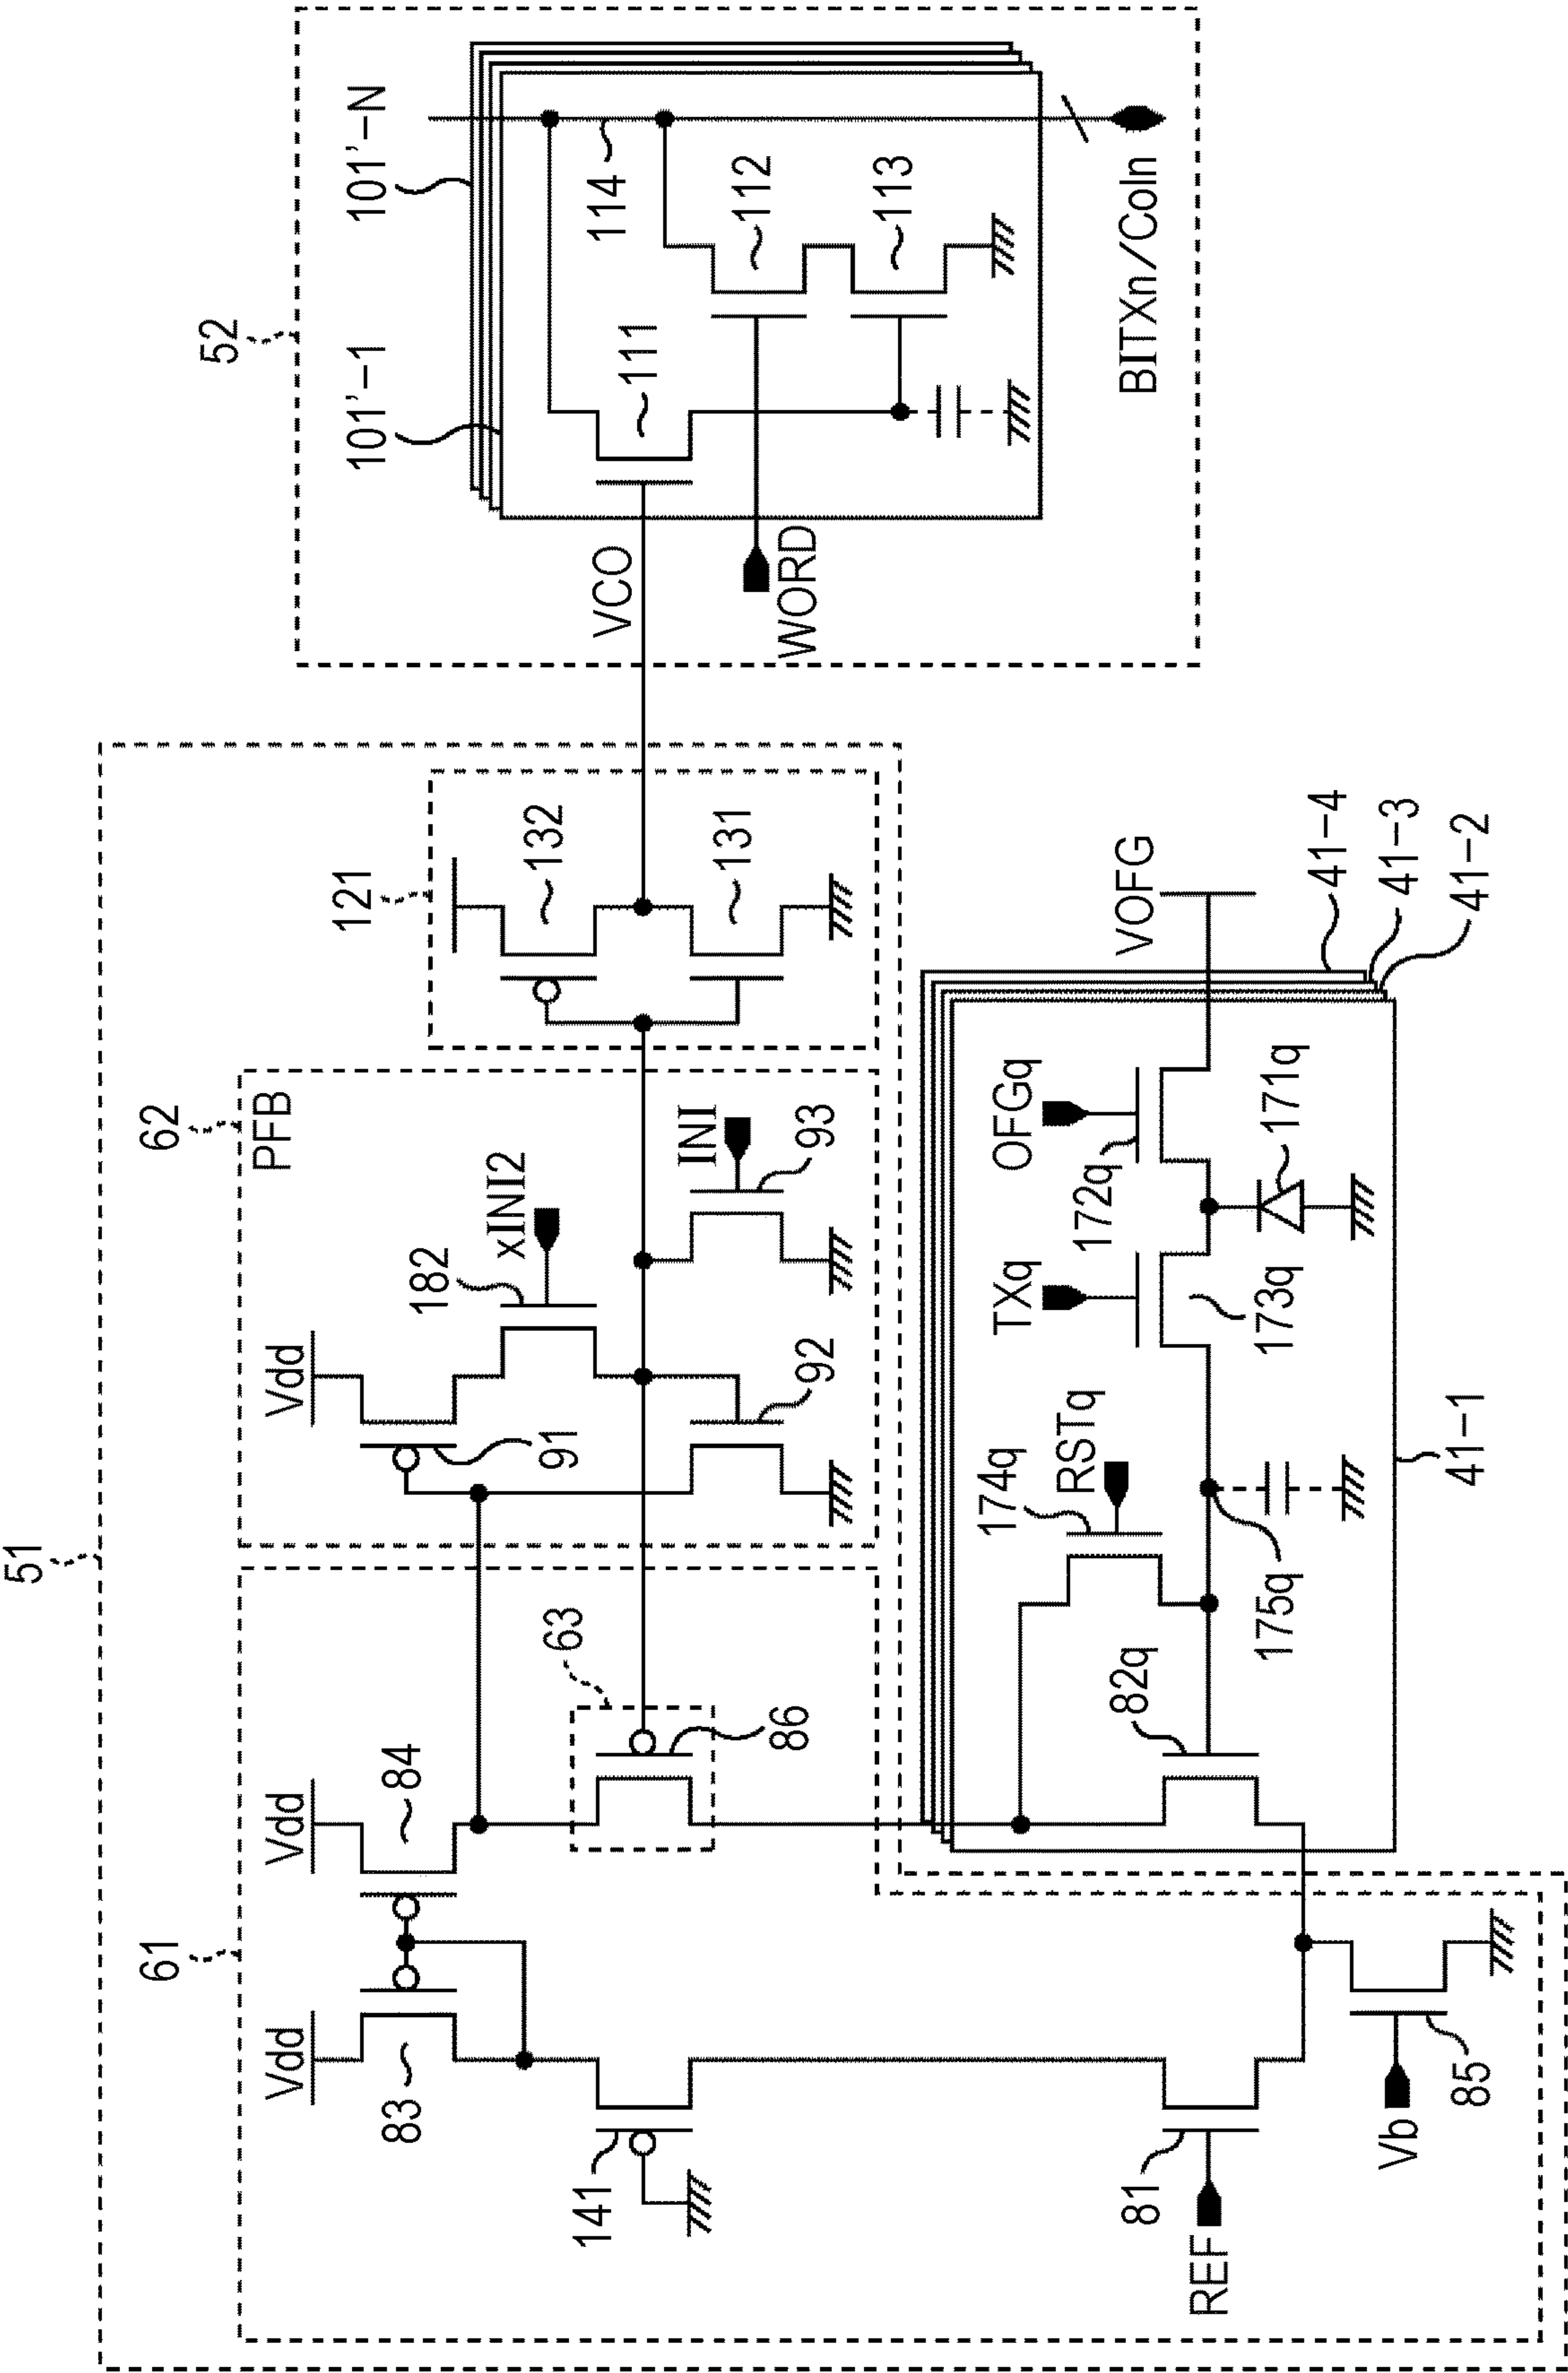 51
61
62
52
Vdd
83
Vdd
84
63
86
141
81
REF
Vb
85
PFB
Vdd
91
182
xINI2
92
INI
93
121
132
131
VCO
101'-1
101'-N
111
114
112
113
WORD
BITXn/Coln
82q
174q
RSTq
175q
TXq
173q
172q
OFGq
171q
VOFG
41-1
41-2
41-3
41-4